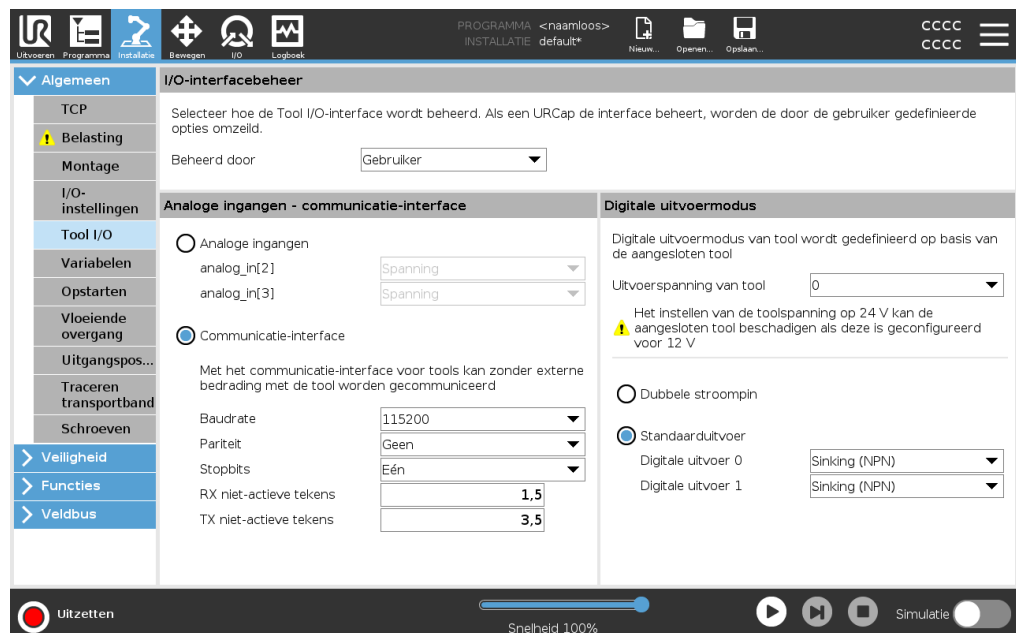 PROGRAMMA <naamloos>
INSTALLATIE default*
Uitvoeren
Programma
Installatie
Bewegen
I/O
Logboek
Nieuw...
Openen...
Opslaan...
CCCC
CCCC
Algemeen
TCP
Belasting
Montage
I/O-
instellingen
Tool I/O
Variabelen
Opstarten
Vloeiende
overgang
Uitgangspos...
Traceren
transportband
Schroeven
Veiligheid
Functies
Veldbus
I/O-interfacebeheer
Selecteer hoe de Tool I/O-interface wordt beheerd. Als een URCap de interface beheert, worden de door de gebruiker gedefinieerde
opties omzeild.
Beheerd door Gebruiker
Analoge ingangen - communicatie-interface
Analoge ingangen
analog_in[2] Spanning
analog_in[3] Spanning
Communicatie-interface
Met het communicatie-interface voor tools kan zonder externe
bedrading met de tool worden gecommuniceerd
Baudrate 115200
Pariteit Geen
Stopbits Eén
RX niet-actieve tekens 1,5
TX niet-actieve tekens 3,5
Digitale uitvoermodus
Digitale uitvoermodus van tool wordt gedefinieerd op basis van
de aangesloten tool
Uitvoerspanning van tool 0
Het instellen van de toolspanning op 24 V kan de
aangesloten tool beschadigen als deze is geconfigureerd
voor 12 V
Dubbele stroompin
Standaarduitvoer
Digitale uitvoer 0 Sinking (NPN)
Digitale uitvoer 1 Sinking (NPN)
Uitzetten
Snelheid 100%
Simulatie